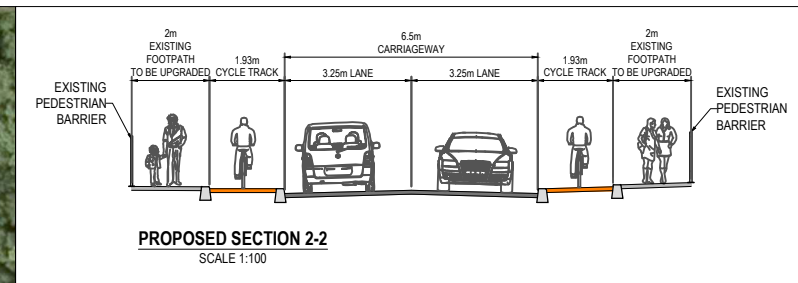 2m
EXISTING
FOOTPATH
TO BE UPGRADED
1.93m
CYCLE TRACK
6.5m
CARRIAGEWAY
3.25m LANE
3.25m LANE
1.93m
CYCLE TRACK
2m
EXISTING
FOOTPATH
TO BE UPGRADED
EXISTING
PEDESTRIAN
BARRIER
EXISTING
PEDESTRIAN
BARRIER
PROPOSED SECTION 2-2
SCALE 1:100